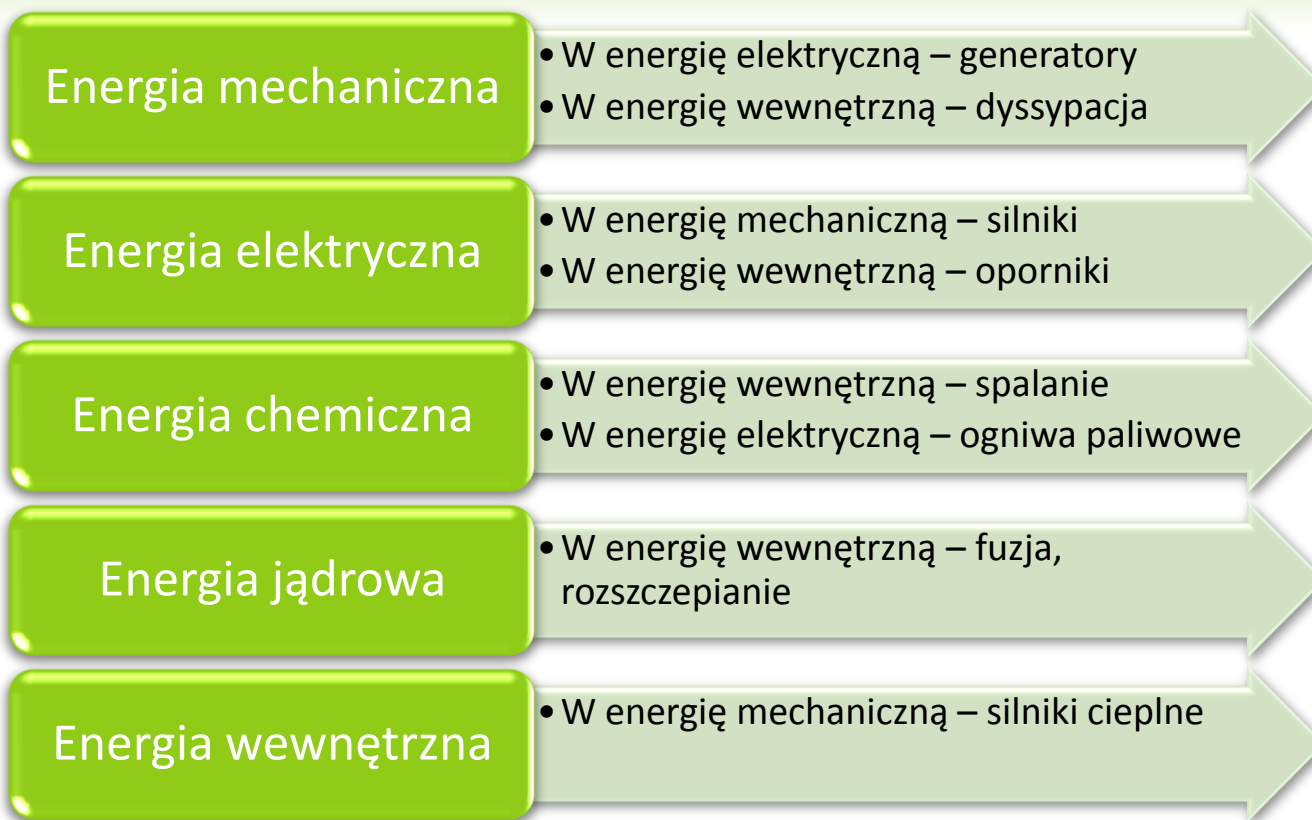 Energia mechaniczna
• W energię elektryczną – generatory
• W energię wewnętrzną – dyssypacja
Energia elektryczna
• W energię mechaniczną – silniki
• W energię wewnętrzną – oporniki
Energia chemiczna
• W energię wewnętrzną – spalanie
• W energię elektryczną – ogniwa paliwowe
Energia jądrowa
• W energię wewnętrzną – fuzja,
rozszczepianie
Energia wewnętrzna
• W energię mechaniczną – silniki cieplne